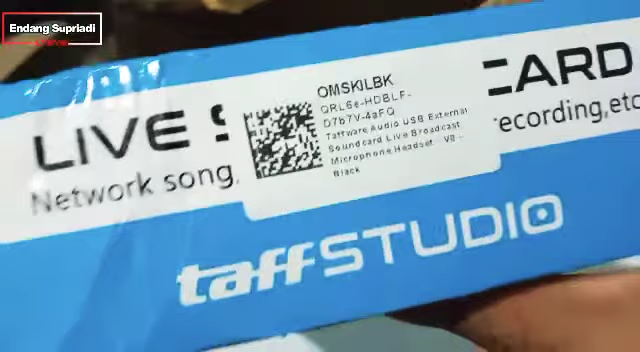 Endang Supriadi
LIVE
CARD
Network song,
recording,etc
OMSKILBK
QRL6e-HDBLF-
D7b7V-4aFQ
Taffware Audio USB External
Soundcard Live Broadcast
Microphone Headset V8 ..
Black
taffSTUDIO